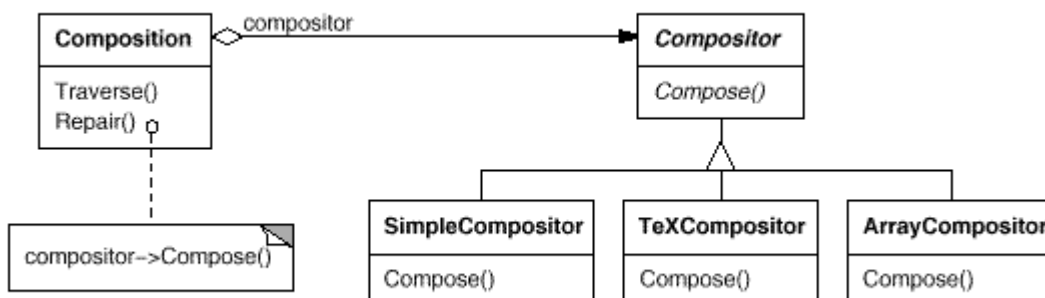 compositor
Composition
Compositor
Traverse()
Repair()
Compose()
compositor->Compose()
SimpleCompositor
TeXCompositor
ArrayCompositor
Compose()
Compose()
Compose()